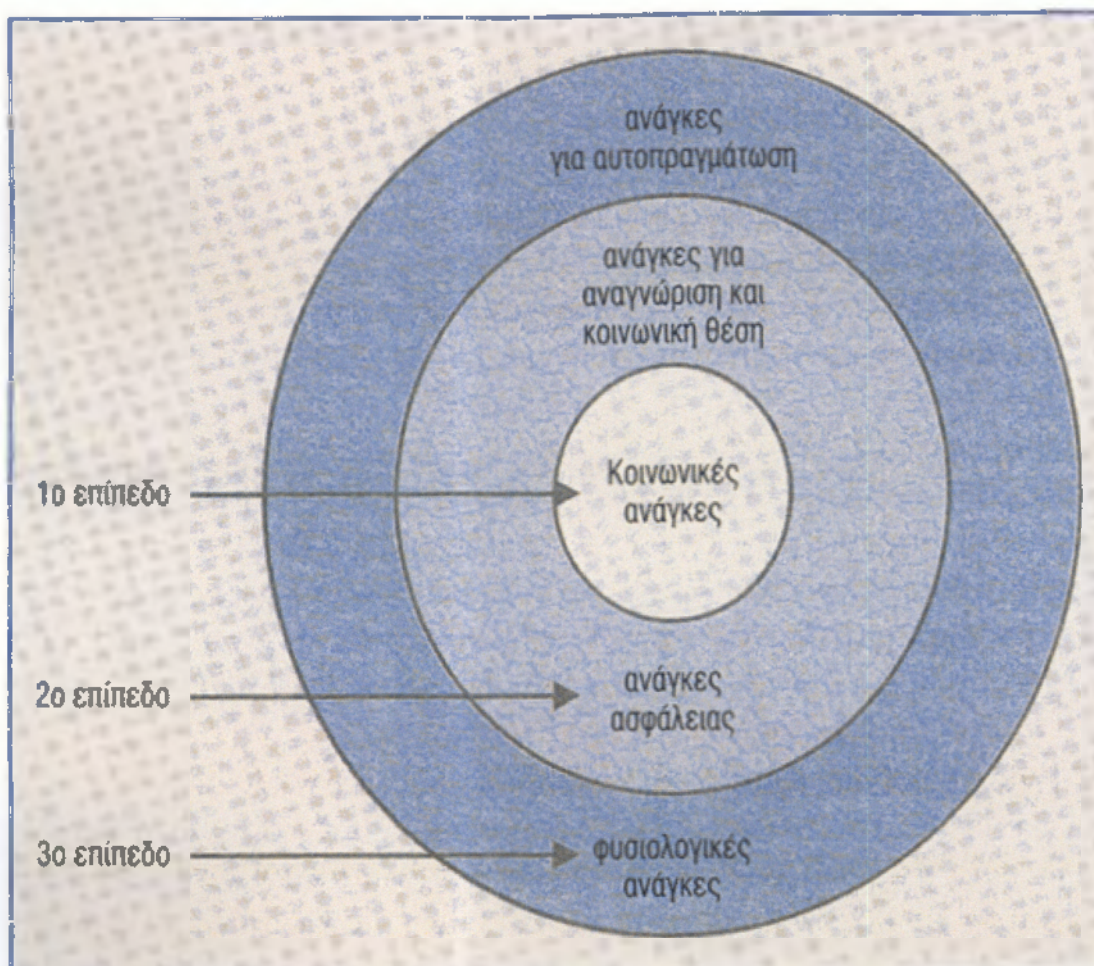 ανάγκες
για αυτοπραγμάτωση
ανάγκες για
αναγνώριση και
κοινωνική θέση
1ο επίπεδο
Κοινωνικές
ανάγκες
2ο επίπεδο
ανάγκες
ασφάλειας
3ο επίπεδο
φυσιολογικές
ανάγκες